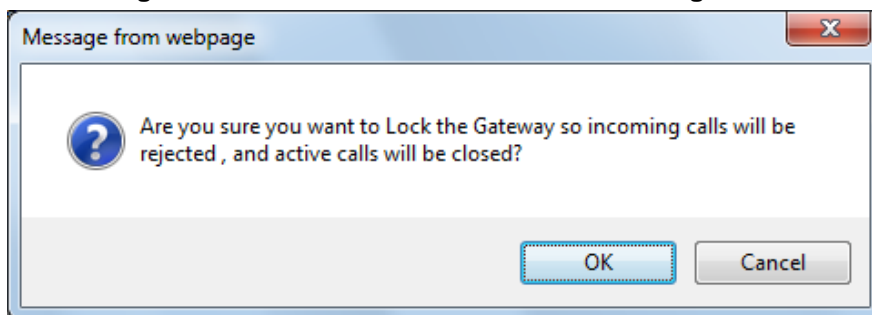 Message from webpage
x
Are you sure you want to Lock the Gateway so incoming calls will be
rejected , and active calls will be closed?
OK
Cancel